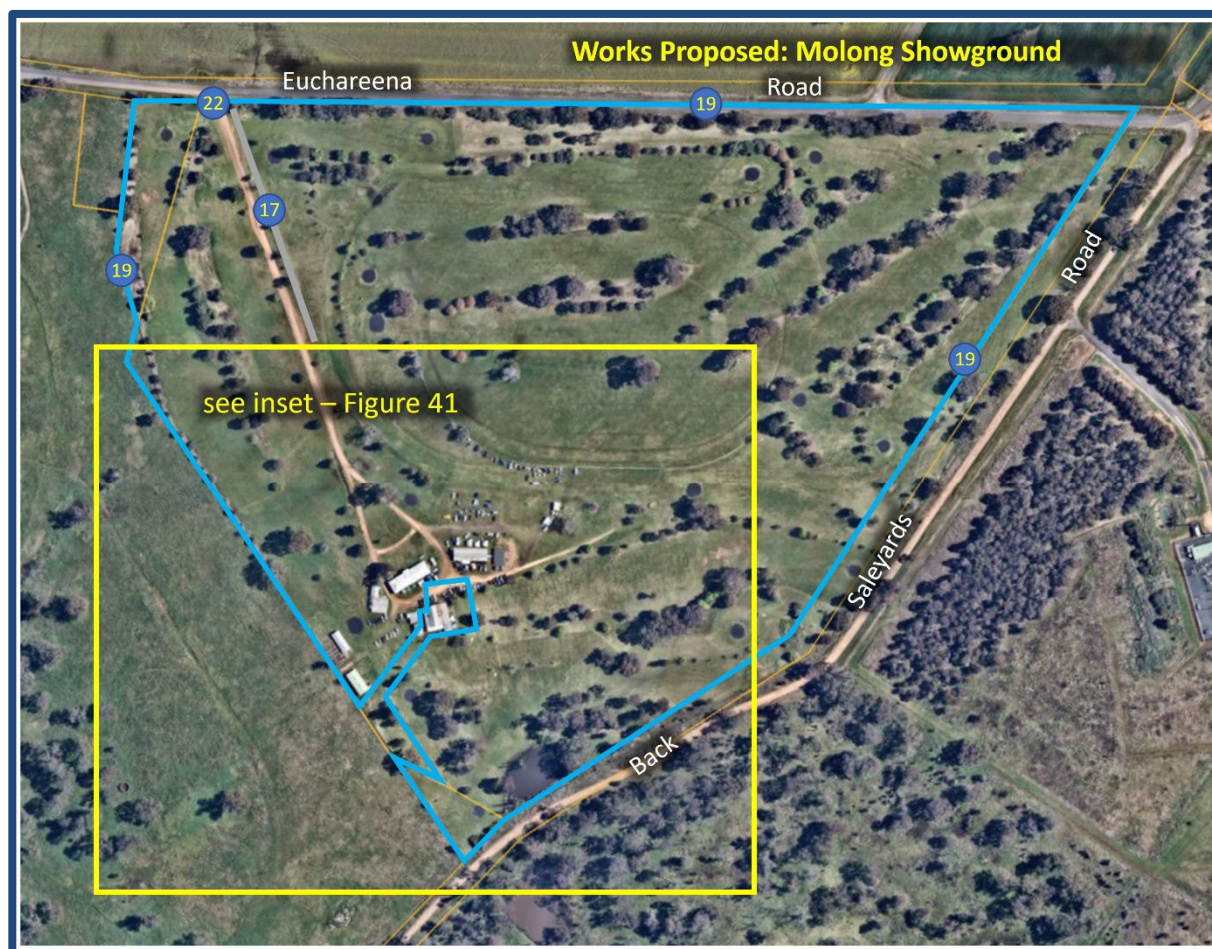 Works Proposed: Molong Showground
Euchareena
Road
22
19
17
19
Road
19
see inset – Figure 41
Saleyards
Back